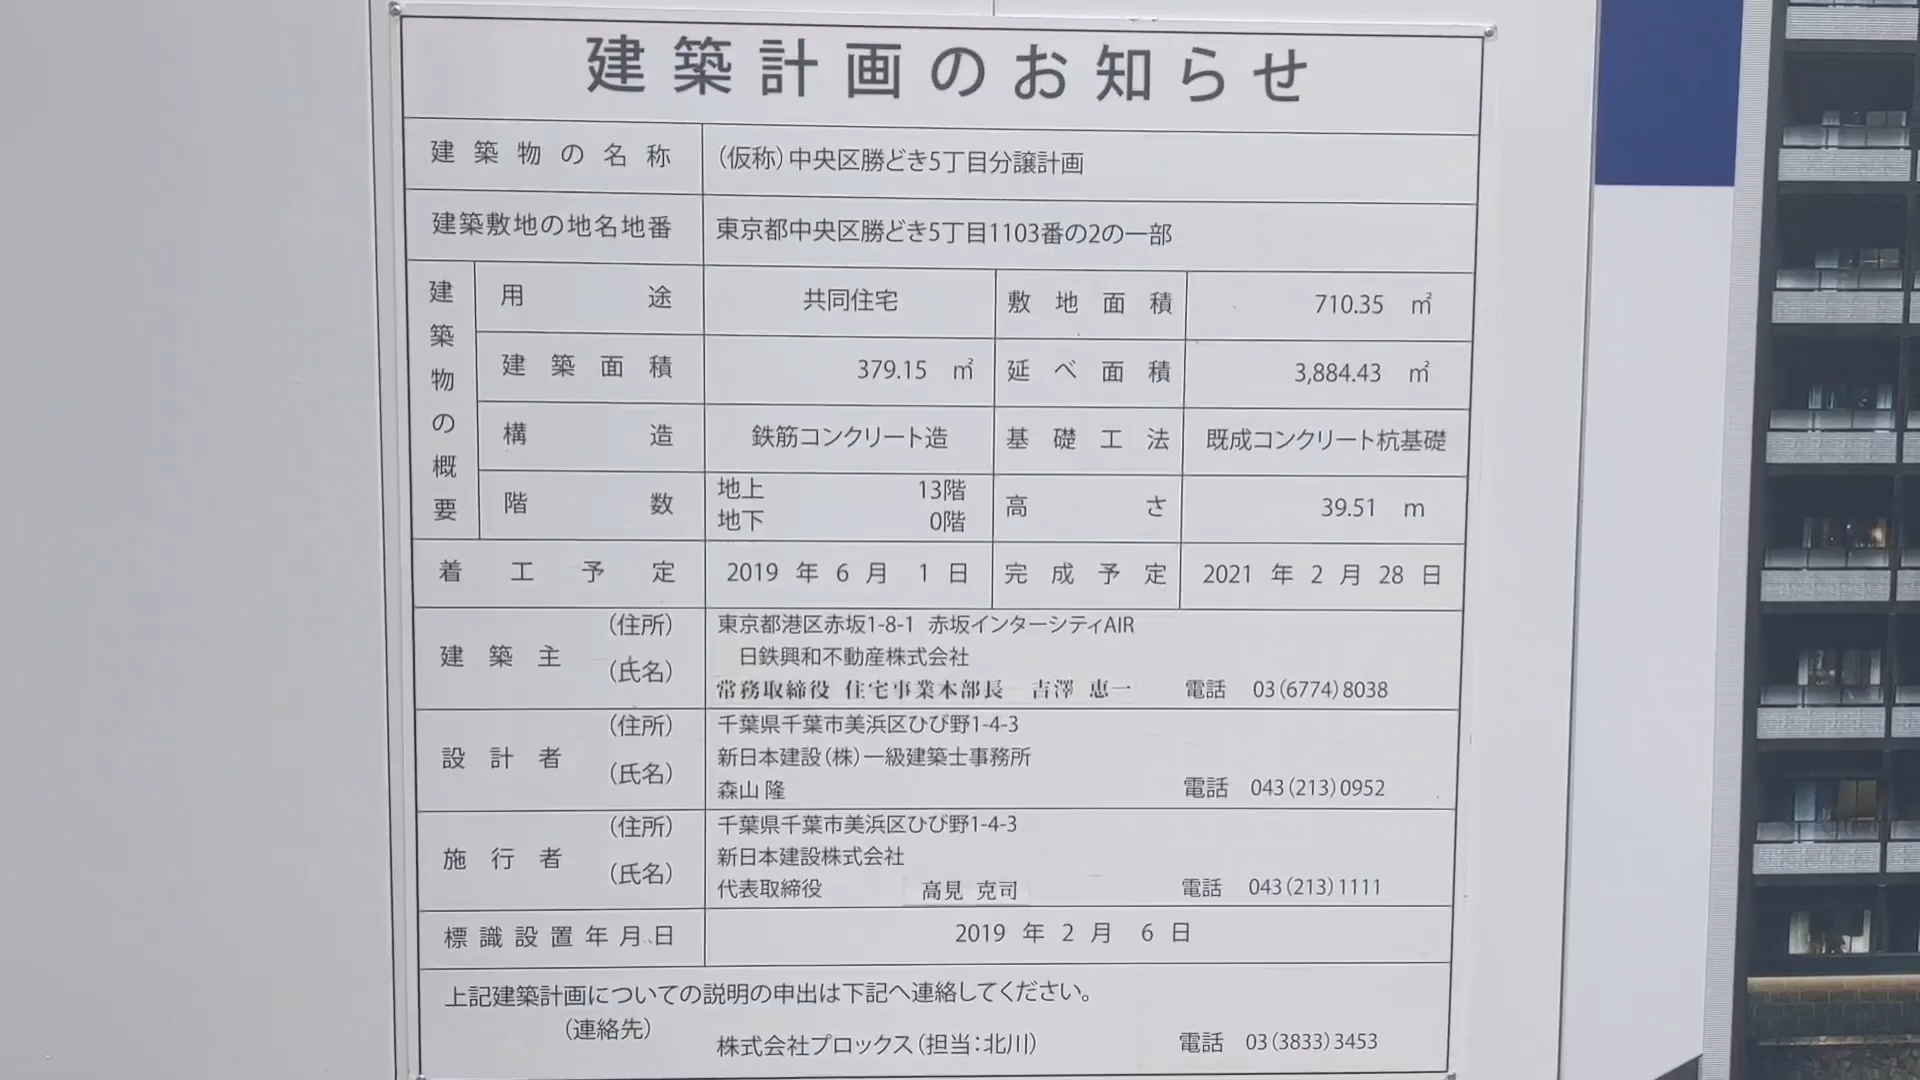 建築計画のお知らせ
建築物の名称 (仮称)中央区勝どき5丁目分譲計画
建築敷地の地名地番 東京都中央区勝どき5丁目1103番の2の一部
建築物の概要
用途 共同住宅 敷地面積 710.35 ㎡
建築面積 379.15 ㎡ 延べ面積 3,884.43 ㎡
構造 鉄筋コンクリート造 基礎工法 既成コンクリート杭基礎
階数 地上 13階 高さ 39.51 m
地下 0階
着工予定 2019 年 6 月 1 日 完成予定 2021 年 2 月 28 日
建築主 (住所) 東京都港区赤坂1-8-1 赤坂インターシティAIR
(氏名) 日鉄興和不動産株式会社
常務取締役 住宅事業本部長 吉澤 恵一 電話 03(6774)8038
設計者 (住所) 千葉県千葉市美浜区ひび野1-4-3
(氏名) 新日本建設(株)一級建築士事務所
森山 隆 電話 043(213)0952
施行者 (住所) 千葉県千葉市美浜区ひび野1-4-3
(氏名) 新日本建設株式会社
代表取締役 高見 克司 電話 043(213)1111
標識設置年月日 2019 年 2 月 6 日
上記建築計画についての説明の申出は下記へ連絡してください。
(連絡先) 株式会社プロックス(担当:北川) 電話 03(3833)3453